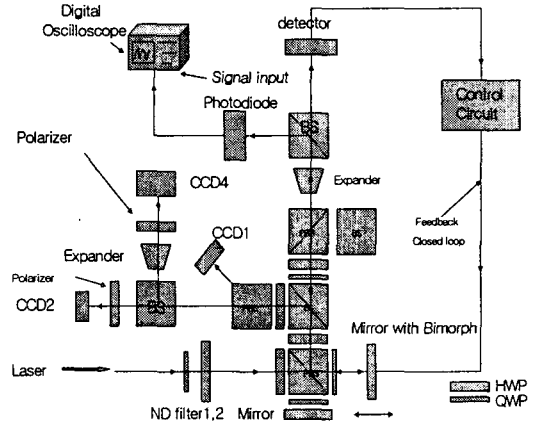 Digital
Oscilloscope
detector
Signal input
Photodiode
BS
Control
Circuit
Polarizer
CCD4
Expander
Feedback
Closed loop
CCD1
Expander
Polarizer
BS
CCD2
Mirror with Bimorph
Laser
HWP
QWP
ND filter1,2
Mirror